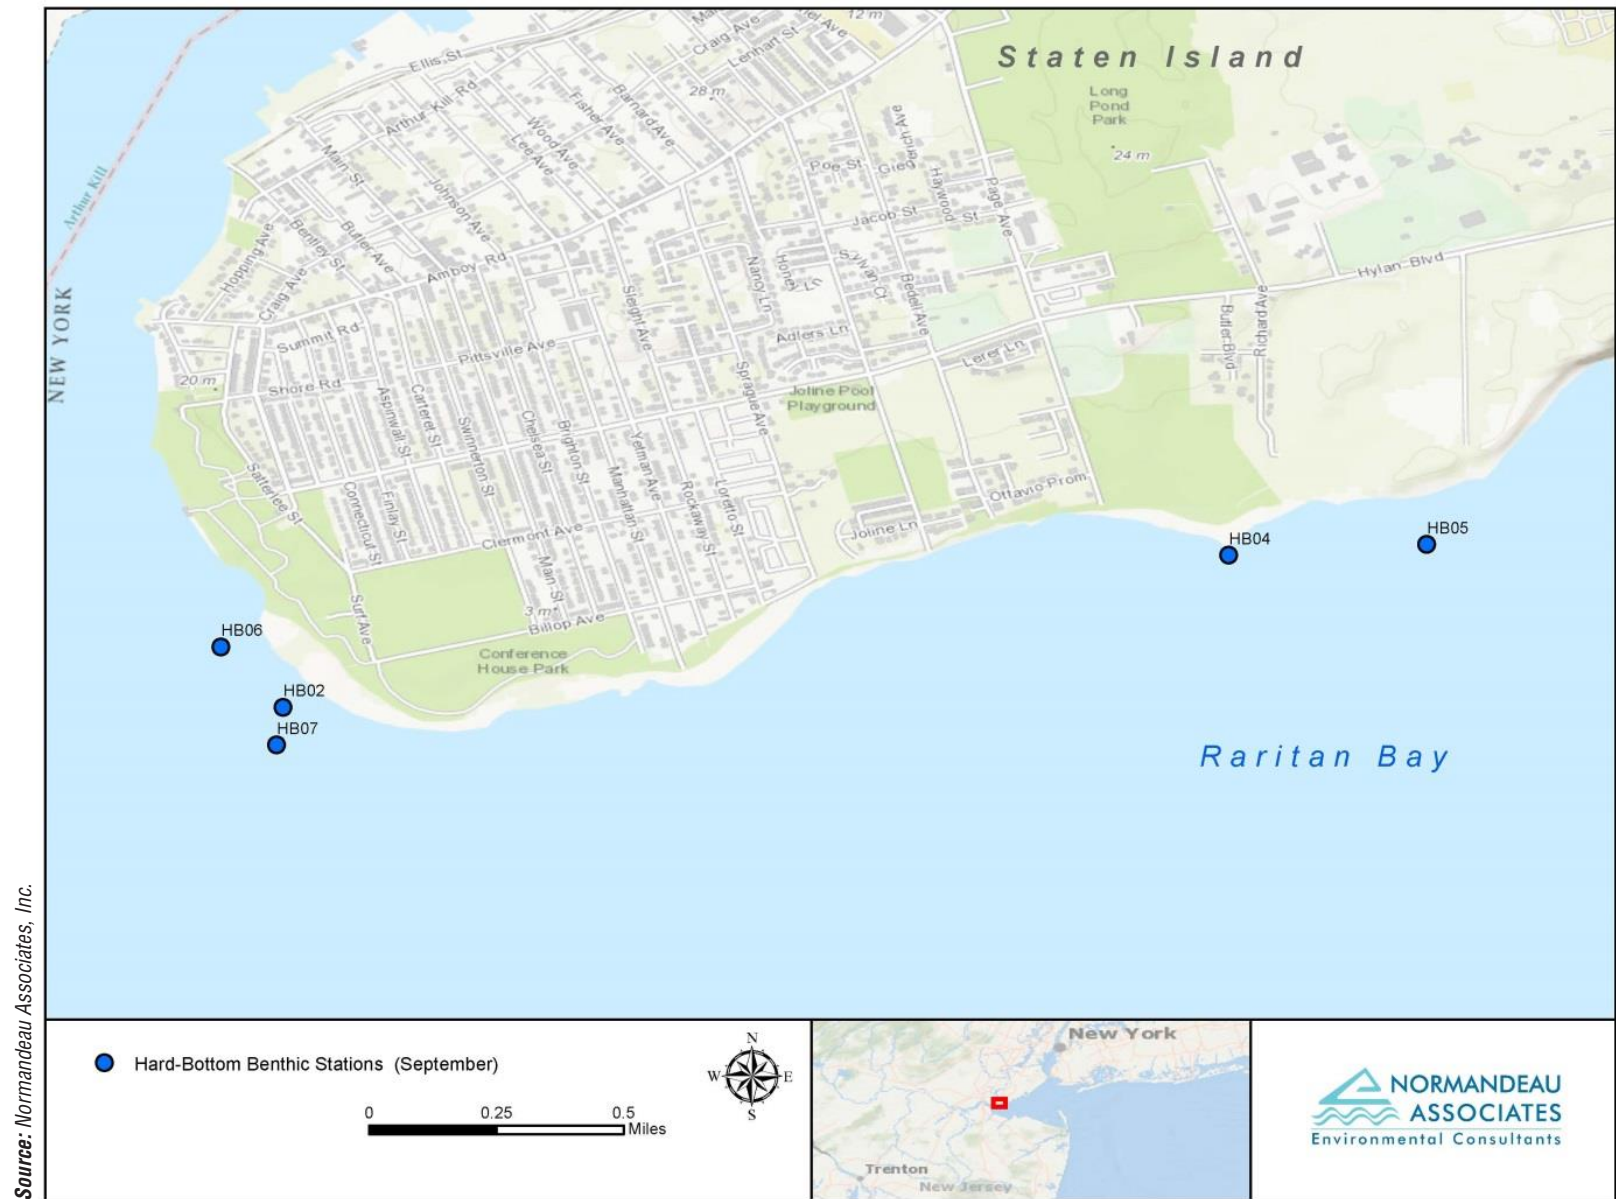 Staten Island
12 m
Craig Ave
Lenhart St
Ellis St
28 m
Arthur Kill Rd
Fisher Ave
Barnard Ave
Long
Pond
Park
24 m
Wood Ave
Lee Ave
Main St
Poe St
Haywood St
Page Ave
Arthur Kill
Johnson Ave
Jacob St
Bentley St
Butler Ave
Hopping Ave
Craig Ave
Amboy Rd
Nancy Ln
Sylvan Ct
Bedell Ave
Hylan Blvd
NEW YORK
Sleight Ave
Summit Rd
Adlers Ln
Butler Blvd
Richard Ave
Pittsville Ave
Lefer Ln
20 m
Shore Rd
Sprague Ave
Joline Pool
Playground
Aspinwall St
Carteret St
Swinnerton St
Chelsea St
Brighton St
Yetman Ave
Manhattan St
Rockaway St
Loretto St
Satterlee St
Connecticut St
Finlay St
Ottavio Prom
Clermont Ave
Joline Ln
HB04
HB05
Main St
3 m
Billop Ave
Surf Ave
HB06
Conference
House Park
HB02
HB07
Raritan Bay
Source: Normandeau Associates, Inc.
Hard-Bottom Benthic Stations (September)
0 0.25 0.5
Miles
N
W E
S
New York
Trenton
New Jersey
NORMANDEAU
ASSOCIATES
Environmental Consultants